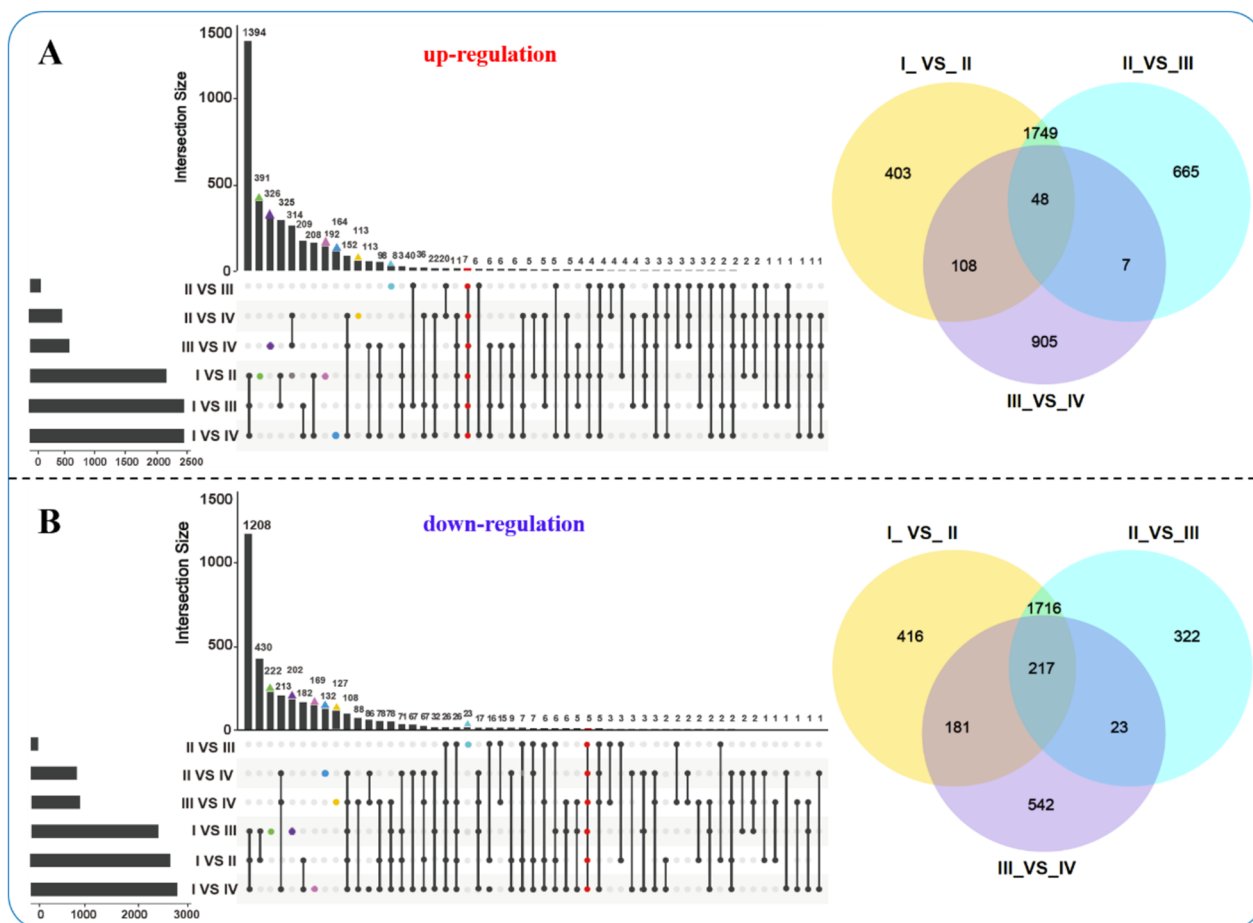 A
up-regulation
Intersection Size
1500
1000
500
0
1394
391
326
325
314
209
208
192
164
152
113
113
98
83 40 36 22 20 11 7 6 6 6 6 5 5 5 5 4 4 4 4 4 4 3 3 3 3 3 2 2 2 2 2 2 1 1 1 1 1 1
II VS III
II VS IV
III VS IV
I VS II
I VS III
I VS IV
0 500 1000 1500 2000 2500
I_ VS_ II
II_VS_III
1749
403
665
48
108
7
905
III_VS_IV
B
down-regulation
Intersection Size
1500
1000
500
0
1208
430
222
213
202
182
169
132
127
108
88
86 78 78 71 67 67 32 26 26 23 17 16 15 9 7 7 6 6 6 5 5 5 3 3 3 3 3 2 2 2 2 2 2 1 1 1 1 1
II VS III
II VS IV
III VS IV
I VS III
I VS II
I VS IV
0 1000 2000 3000
I_ VS_ II
II_VS_III
1716
416
322
217
181
23
542
III_VS_IV